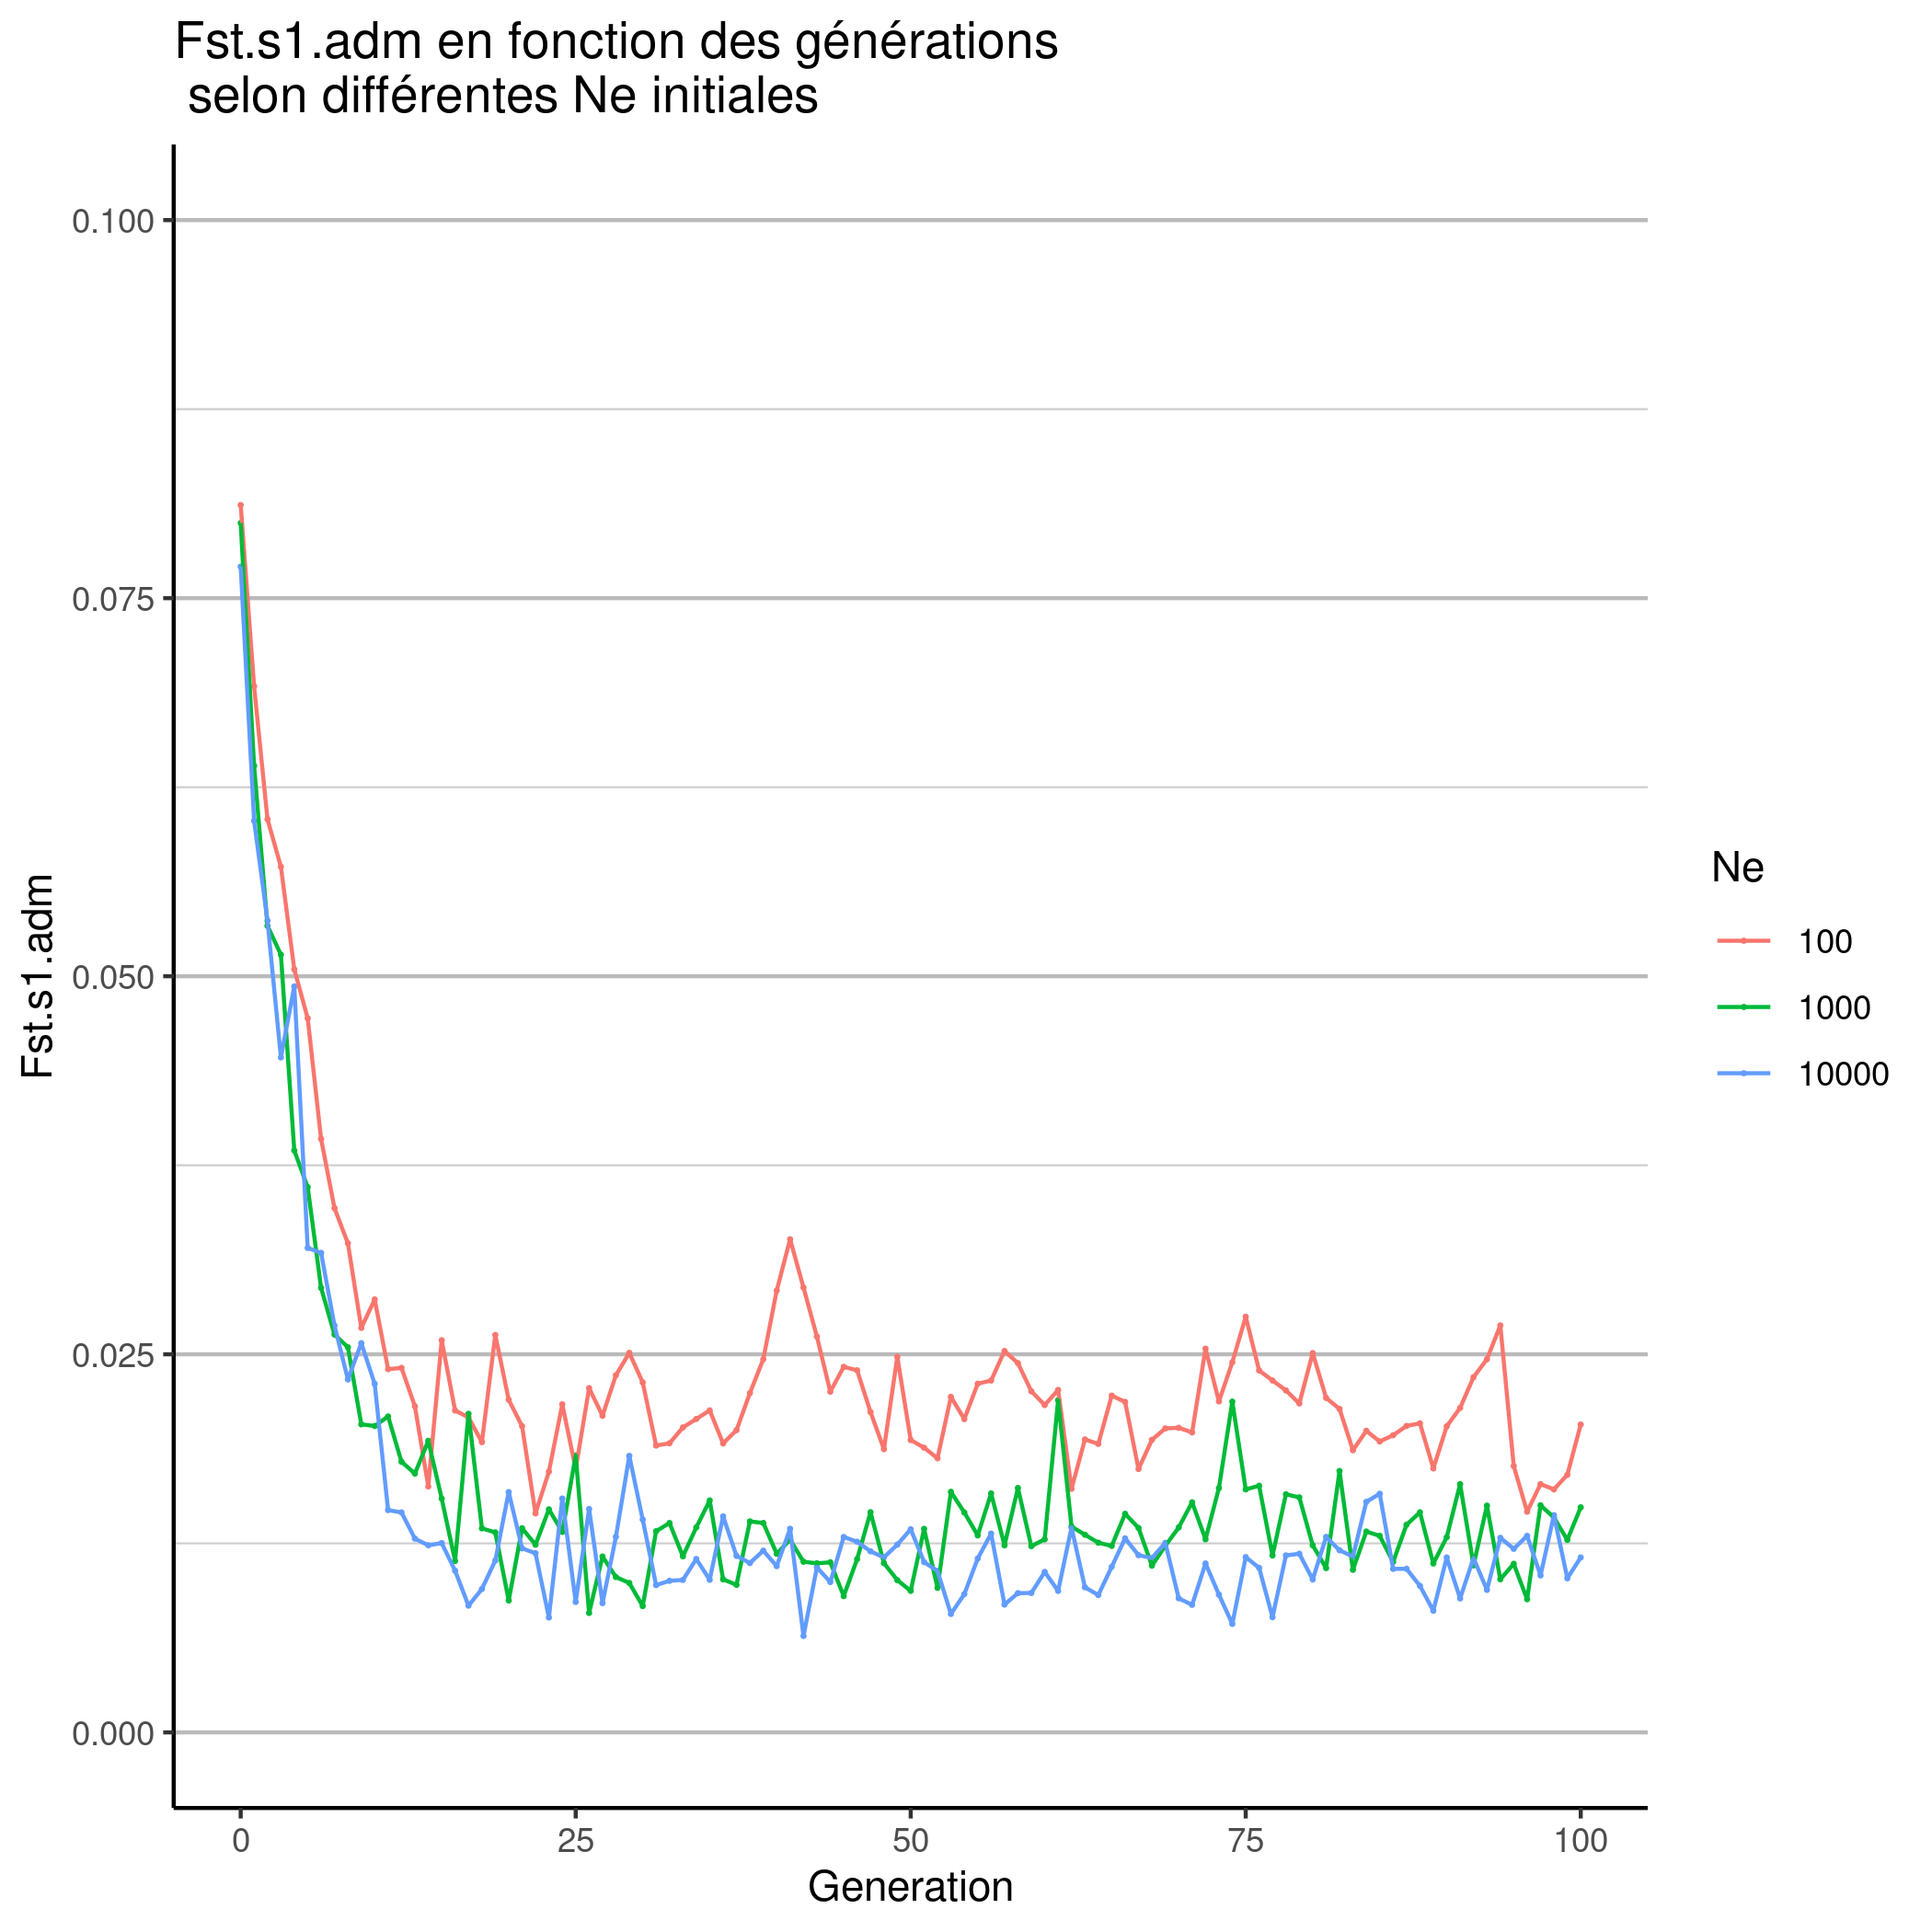 Fst.s1.adm en fonction des générations
selon différentes Ne initiales
0.100
0.075
0.050
0.025
0.000
Fst.s1.adm
0
25
50
75
100
Generation
Ne
100
1000
10000